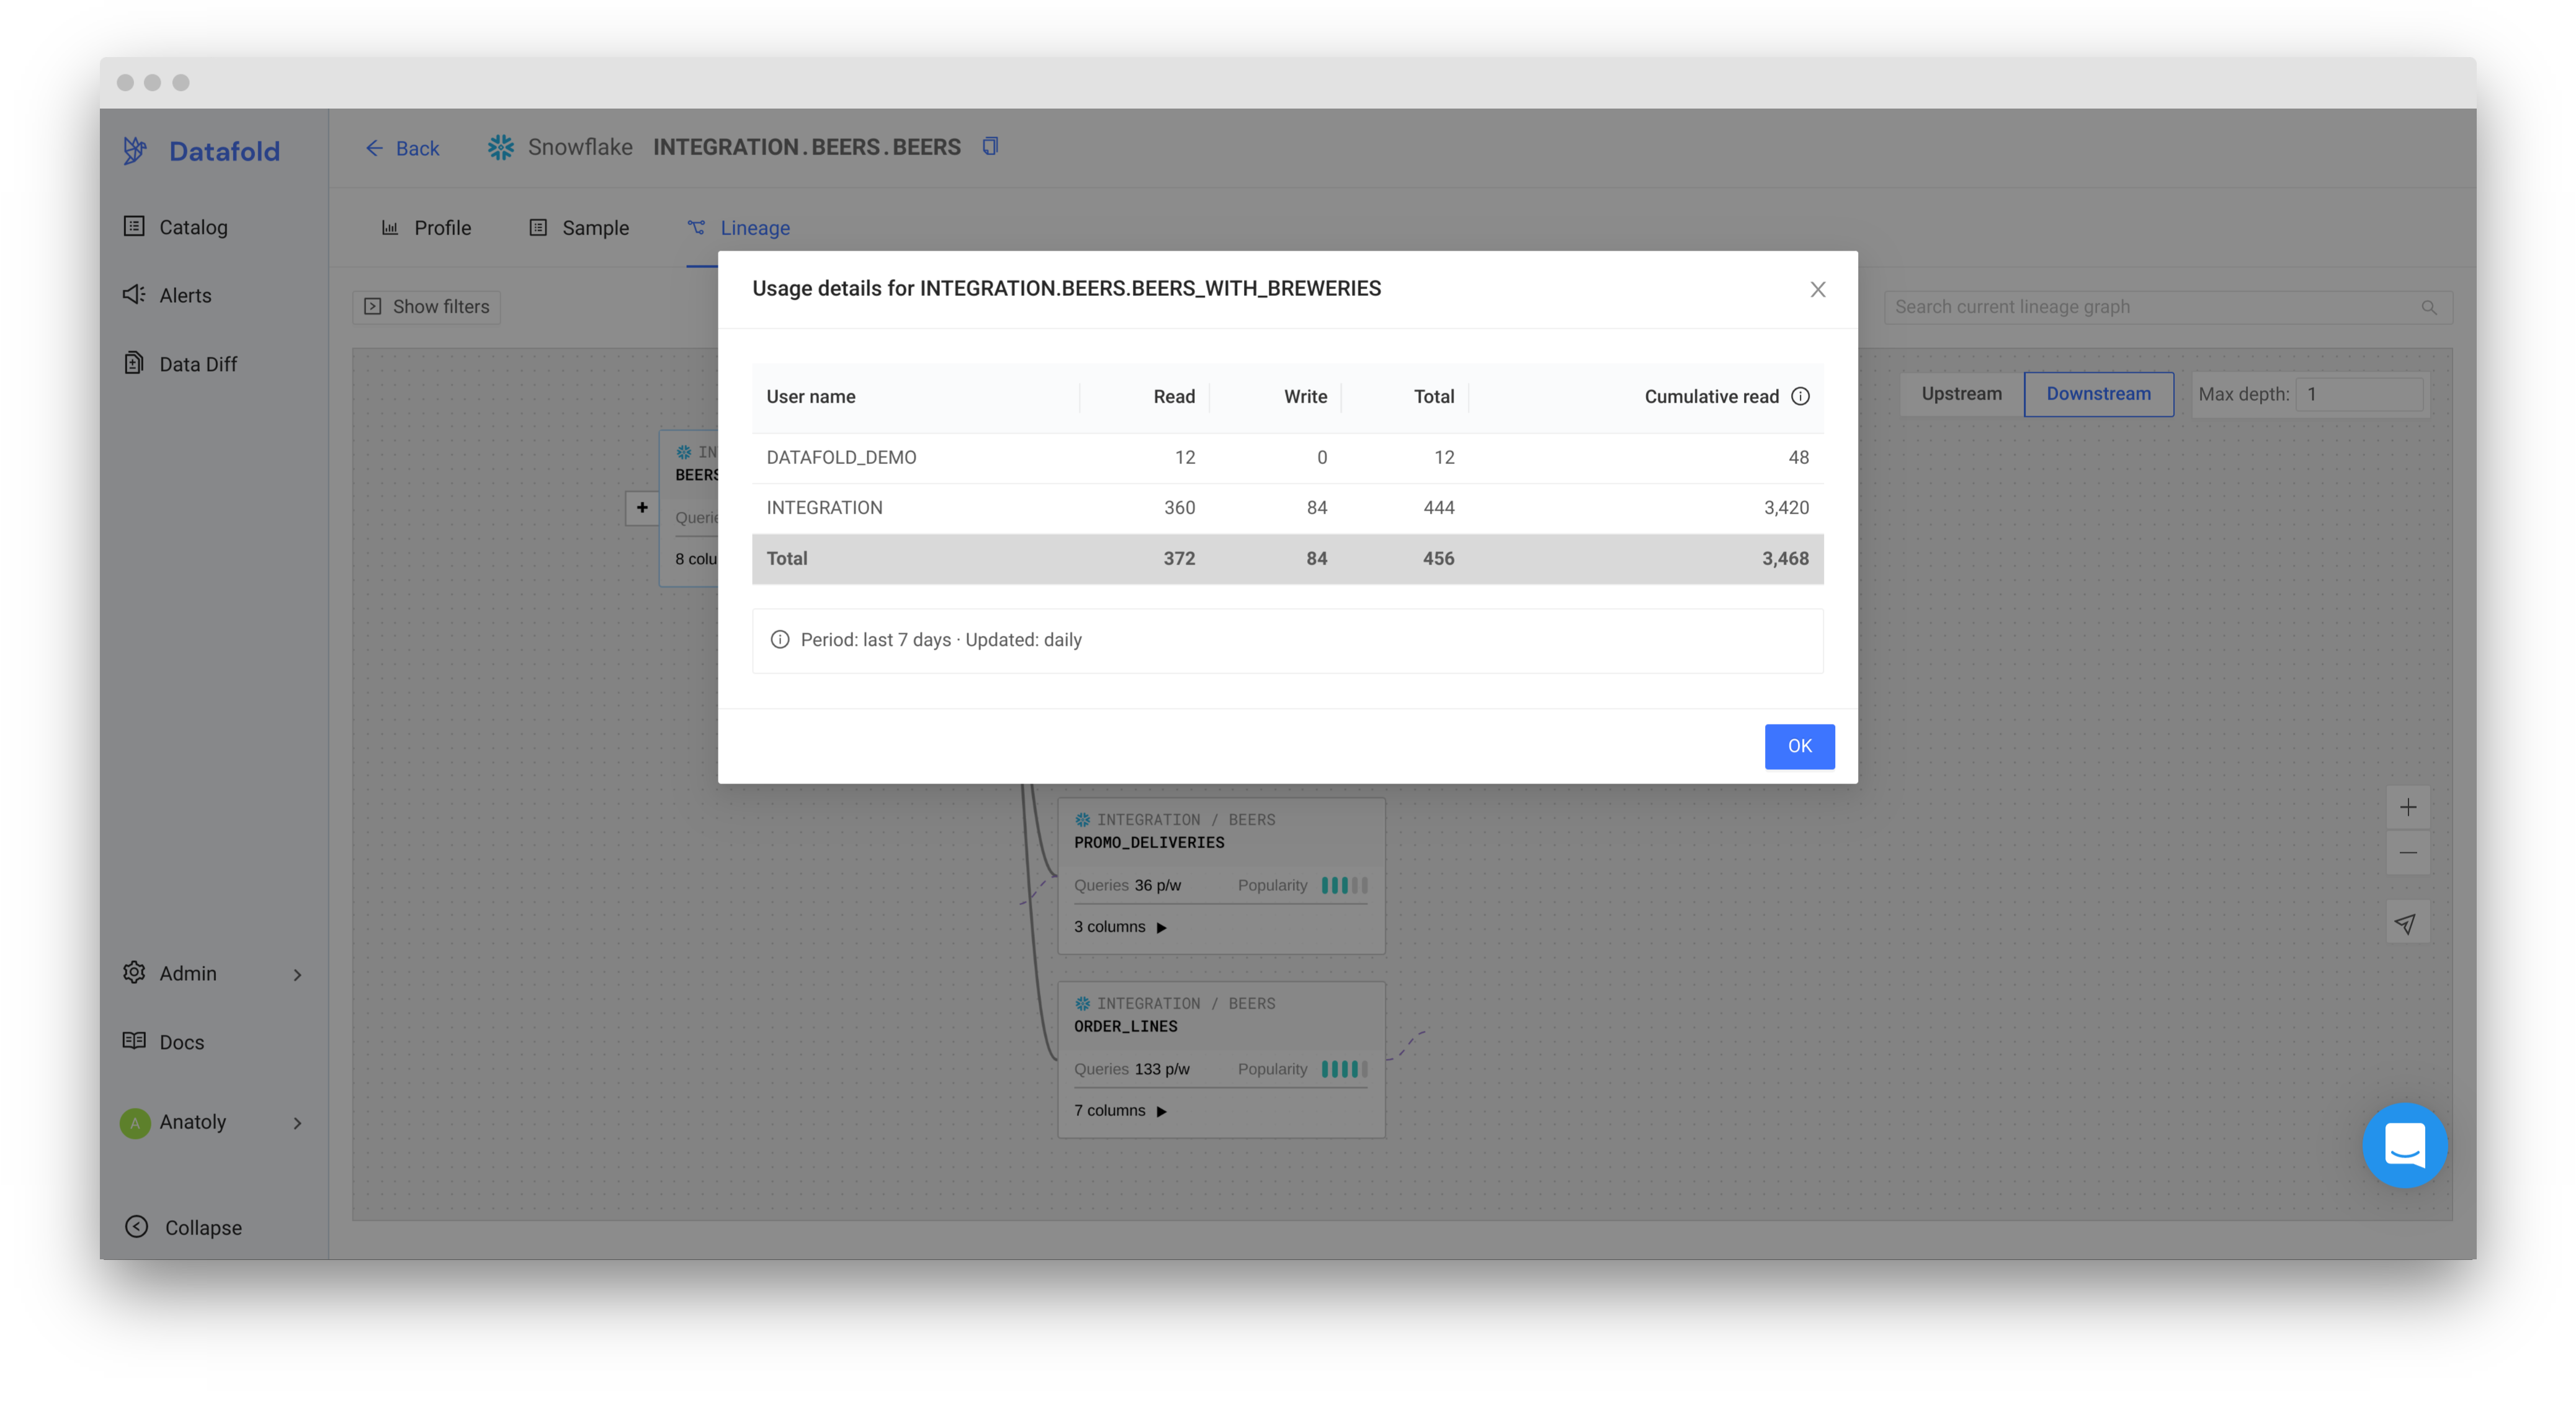 Datafold
Back
Snowflake INTEGRATION.BEERS.BEERS
Catalog
Alerts
Data Diff
Profile
Sample
Lineage
Show filters
Search current lineage graph
Upstream
Downstream
Max depth: 1
Usage details for INTEGRATION.BEERS.BEERS_WITH_BREWERIES
User name Read Write Total Cumulative read
DATAFOLD_DEMO 12 0 12 48
INTEGRATION 360 84 444 3,420
Total 372 84 456 3,468
Period: last 7 days · Updated: daily
OK
IN
BEERS
Querie
8 colu
INTEGRATION / BEERS
PROMO_DELIVERIES
Queries 36 p/w Popularity
3 columns
INTEGRATION / BEERS
ORDER_LINES
Queries 133 p/w Popularity
7 columns
Admin
Docs
A Anatoly
Collapse